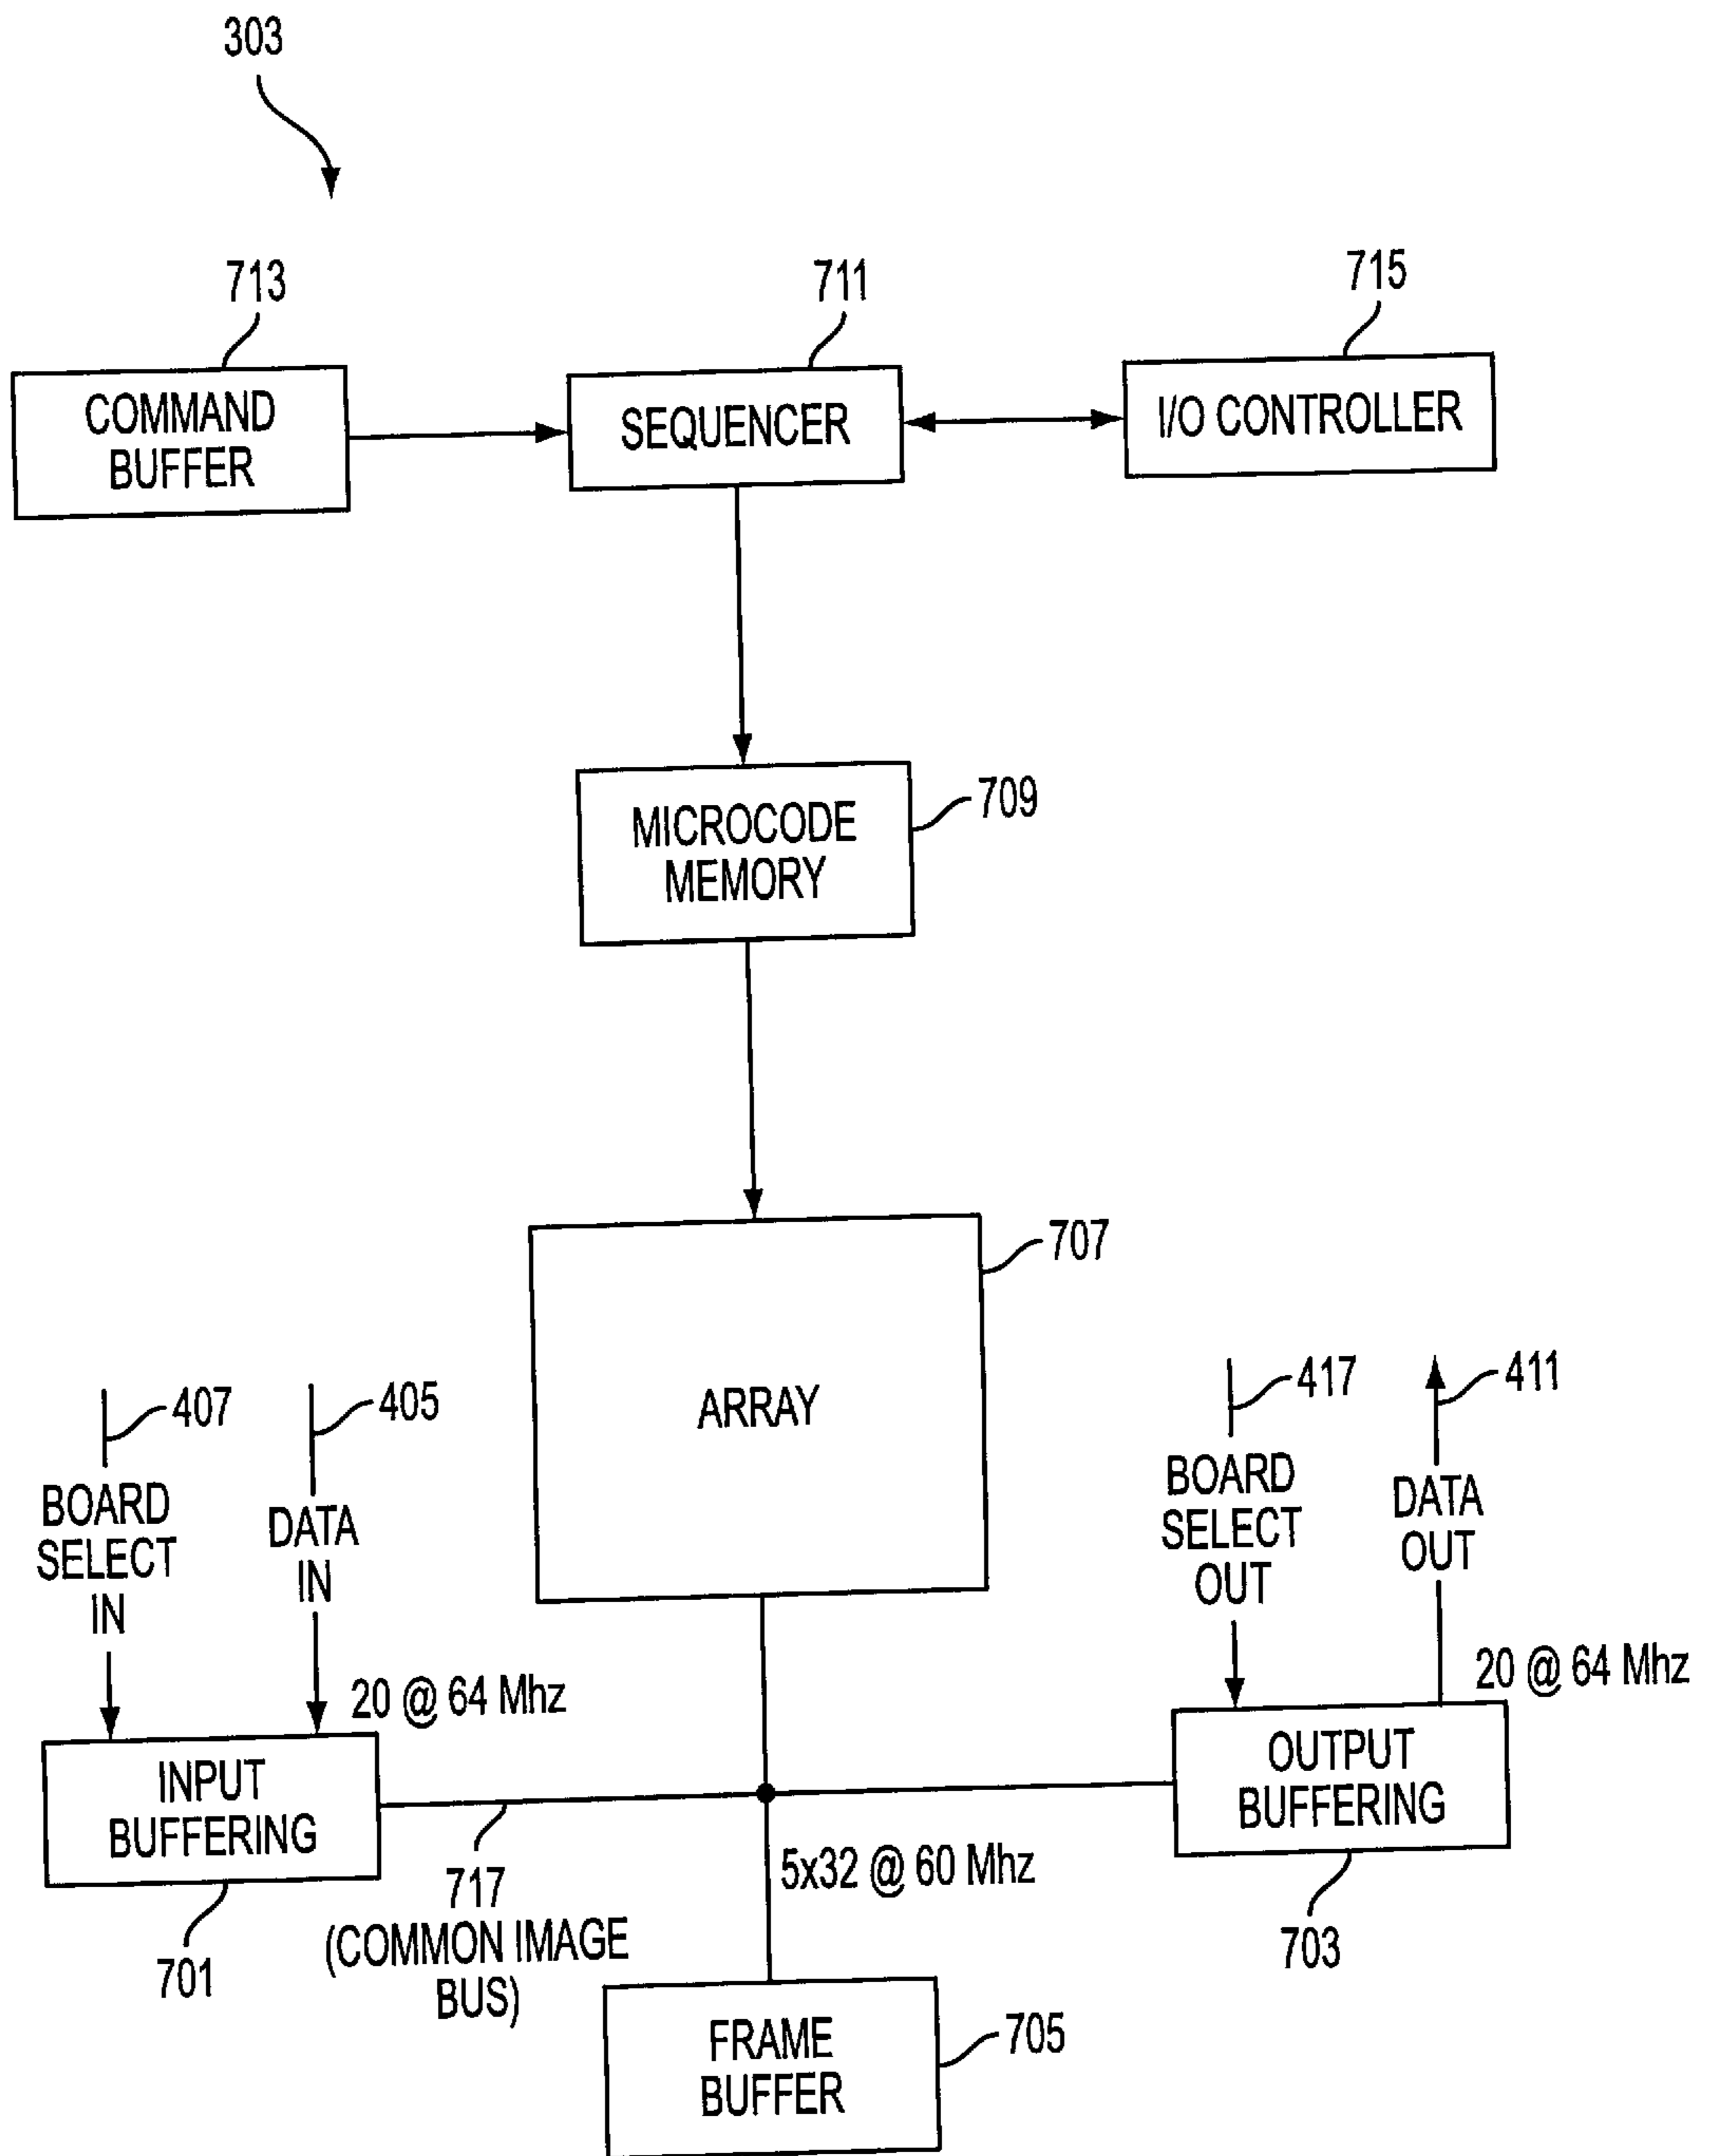 303
713
711
715
COMMAND
BUFFER
SEQUENCER
I/O CONTROLLER
709
MICROCODE
MEMORY
707
ARRAY
407
405
417
411
BOARD
SELECT
IN
DATA
IN
BOARD
SELECT
OUT
DATA
OUT
20 @ 64 Mhz
20 @ 64 Mhz
INPUT
BUFFERING
OUTPUT
BUFFERING
701
717
(COMMON IMAGE
BUS)
5x32 @ 60 Mhz
703
FRAME
BUFFER
705